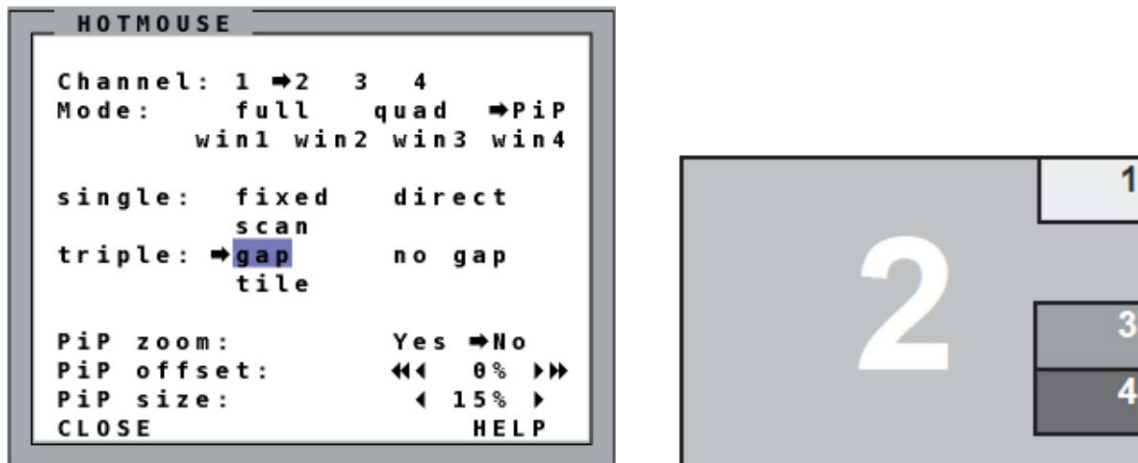 HOTMOUSE
Channel: 1 ➡2 3 4
Mode: full quad ➡PiP
win1 win2 win3 win4
single: fixed direct
scan
triple: ➡gap no gap
tile
PiP zoom: Yes ➡No
PiP offset: ◀◀◀ 0% ▶▶▶
PiP size: ◀ 15% ▶
CLOSE HELP
1
2
3
4